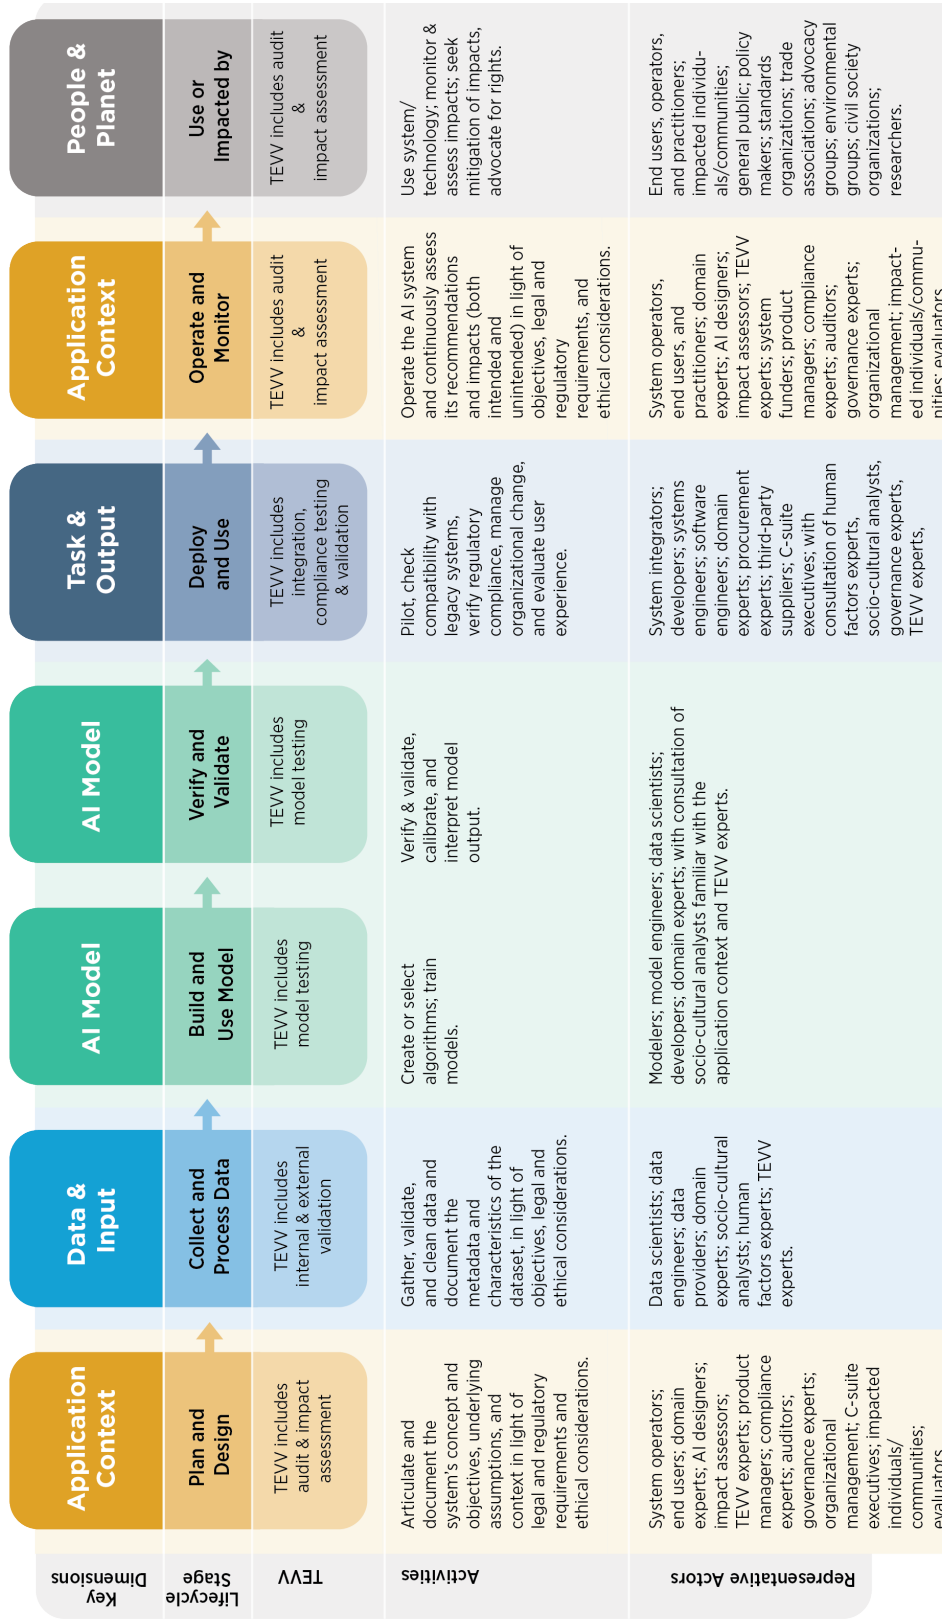 Key
Dimensions
Application
Context
Data &
Input
AI Model
AI Model
Task &
Output
Application
Context
People &
Planet
Lifecycle
Stage
Plan and
Design
Collect and
Process Data
Build and
Use Model
Verify and
Validate
Deploy
and Use
Operate and
Monitor
Use or
Impacted by
TEVV
TEVV includes
audit & impact
assessment
TEVV includes
internal & external
validation
TEVV includes
model testing
TEVV includes
model testing
TEVV includes
integration,
compliance testing
& validation
TEVV includes audit
&
impact assessment
TEVV includes audit
&
impact assessment
Activities
Articulate and
document the
system's concept and
objectives, underlying
assumptions, and
context in light of
legal and regulatory
requirements and
ethical considerations.
Gather, validate,
and clean data and
document the
metadata and
characteristics of the
dataset, in light of
objectives, legal and
ethical considerations.
Create or select
algorithms; train
models.
Verify & validate,
calibrate, and
interpret model
output.
Pilot, check
compatibility with
legacy systems,
verify regulatory
compliance, manage
organizational change,
and evaluate user
experience.
Operate the AI system
and continuously assess
its recommendations
and impacts (both
intended and
unintended) in light of
objectives, legal and
regulatory
requirements, and
ethical considerations.
Use system/
technology; monitor &
assess impacts; seek
mitigation of impacts,
advocate for rights.
Representative Actors
System operators;
end users; domain
experts; AI designers;
impact assessors;
TEVV experts; product
managers; compliance
experts; auditors;
governance experts;
organizational
management; C-suite
executives; impacted
individuals/
communities;
evaluators
Data scientists; data
engineers; data
providers; domain
experts; socio-cultural
analysts; human
factors experts; TEVV
experts.
Modelers; model engineers; data scientists;
developers; domain experts; with consultation of
socio-cultural analysts familiar with the
application context and TEVV experts.
System integrators;
developers; systems
engineers; software
engineers; domain
experts; procurement
experts; third-party
suppliers; C-suite
executives; with
consultation of human
factors experts,
socio-cultural analysts,
governance experts,
TEVV experts,
System operators,
end users, and
practitioners; domain
experts; AI designers;
impact assessors; TEVV
experts; system
funders; product
managers; compliance
experts; auditors;
governance experts;
organizational
management; impact-
ed individuals/commu-
nities; evaluators
End users, operators,
and practitioners;
impacted individu-
als/communities;
general public; policy
makers; standards
organizations; trade
associations; advocacy
groups; environmental
groups; civil society
organizations;
researchers.